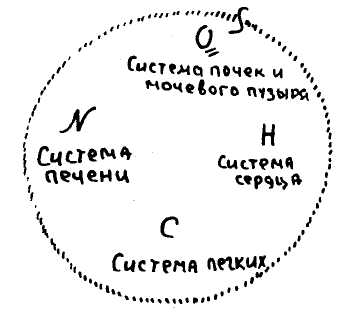 О
Система почек и
мочевого пузыря
N
Система
печени
Н
Система
сердца
С
Система легких